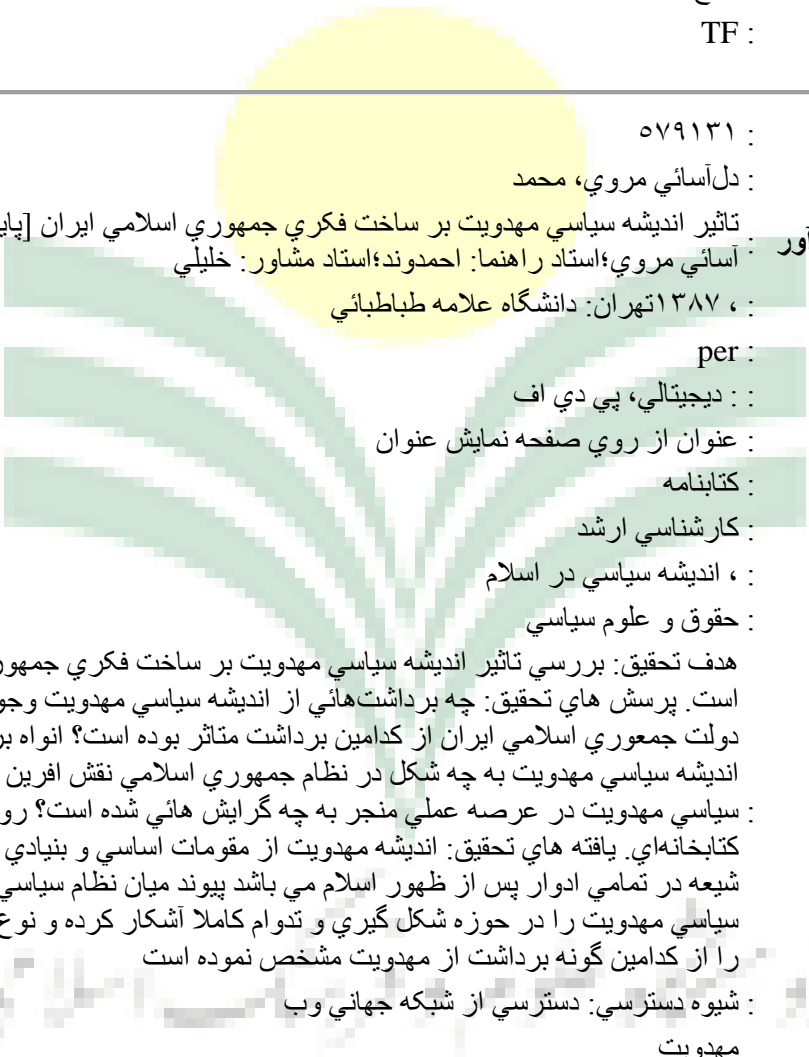 : TF
: ۵۷۹۱۳۱
: دل‌آسائي مروي، محمد
تاثير انديشه سياسي مهدويت بر ساخت فكري جمهوري اسلامي ايران [پاي
آور : آسائي مروي؛استاد راهنما: احمدوند؛استاد مشاور: خليلي
: ، ۱۳۸۷تهران: دانشگاه علامه طباطبائي
: per
: : ديجيتالي، پي دي اف
: عنوان از روي صفحه نمايش عنوان
: كتابنامه
: كارشناسي ارشد
: ، انديشه سياسي در اسلام
: حقوق و علوم سياسي
هدف تحقيق: بررسي تاثير انديشه سياسي مهدويت بر ساخت فكري جمهور
است. پرسش هاي تحقيق: چه برداشت‌هائي از انديشه سياسي مهدويت وجو
دولت جمعوري اسلامي ايران از كدامين برداشت متاثر بوده است؟ انواه بر
انديشه سياسي مهدويت به چه شكل در نظام جمهوري اسلامي نقش افرين
: سياسي مهدويت در عرصه عملي منجر به چه گرايش هائي شده است؟ رو
كتابخانه‌اي. يافته هاي تحقيق: انديشه مهدويت از مقومات اساسي و بنيادي
شيعه در تمامي ادوار پس از ظهور اسلام مي باشد پيوند ميان نظام سياسي
سياسي مهدويت را در حوزه شكل گيري و تدوام كاملا آشكار كرده و نوع
را از كدامين گونه برداشت از مهدويت مشخص نموده است
: شيوه دسترسي: دسترسي از شبكه جهاني وب
مهدويت